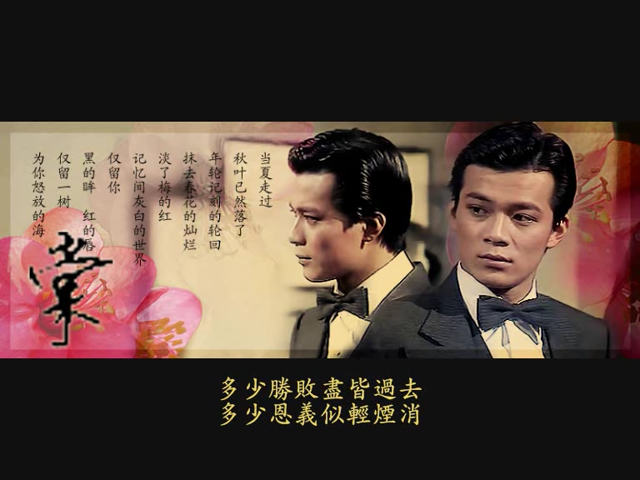 当夏走过
秋叶已然落了
年轮记刻的轮回
抹去春花的灿烂
淡了梅的红
记忆间灰白的世界
仅留你
黑的眸 红的唇
仅留一树
为你怒放的海
棠
多少勝敗盡皆過去
多少恩義似輕煙消